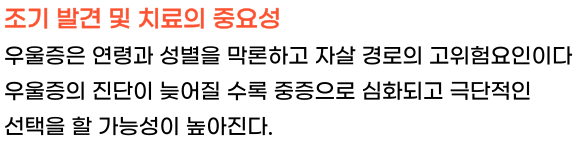 조기 발견 및 치료의 중요성
우울증은 연령과 성별을 막론하고 자살 경로의 고위험요인이다
우울증의 진단이 늦어질 수록 중증으로 심화되고 극단적인
선택을 할 가능성이 높아진다.